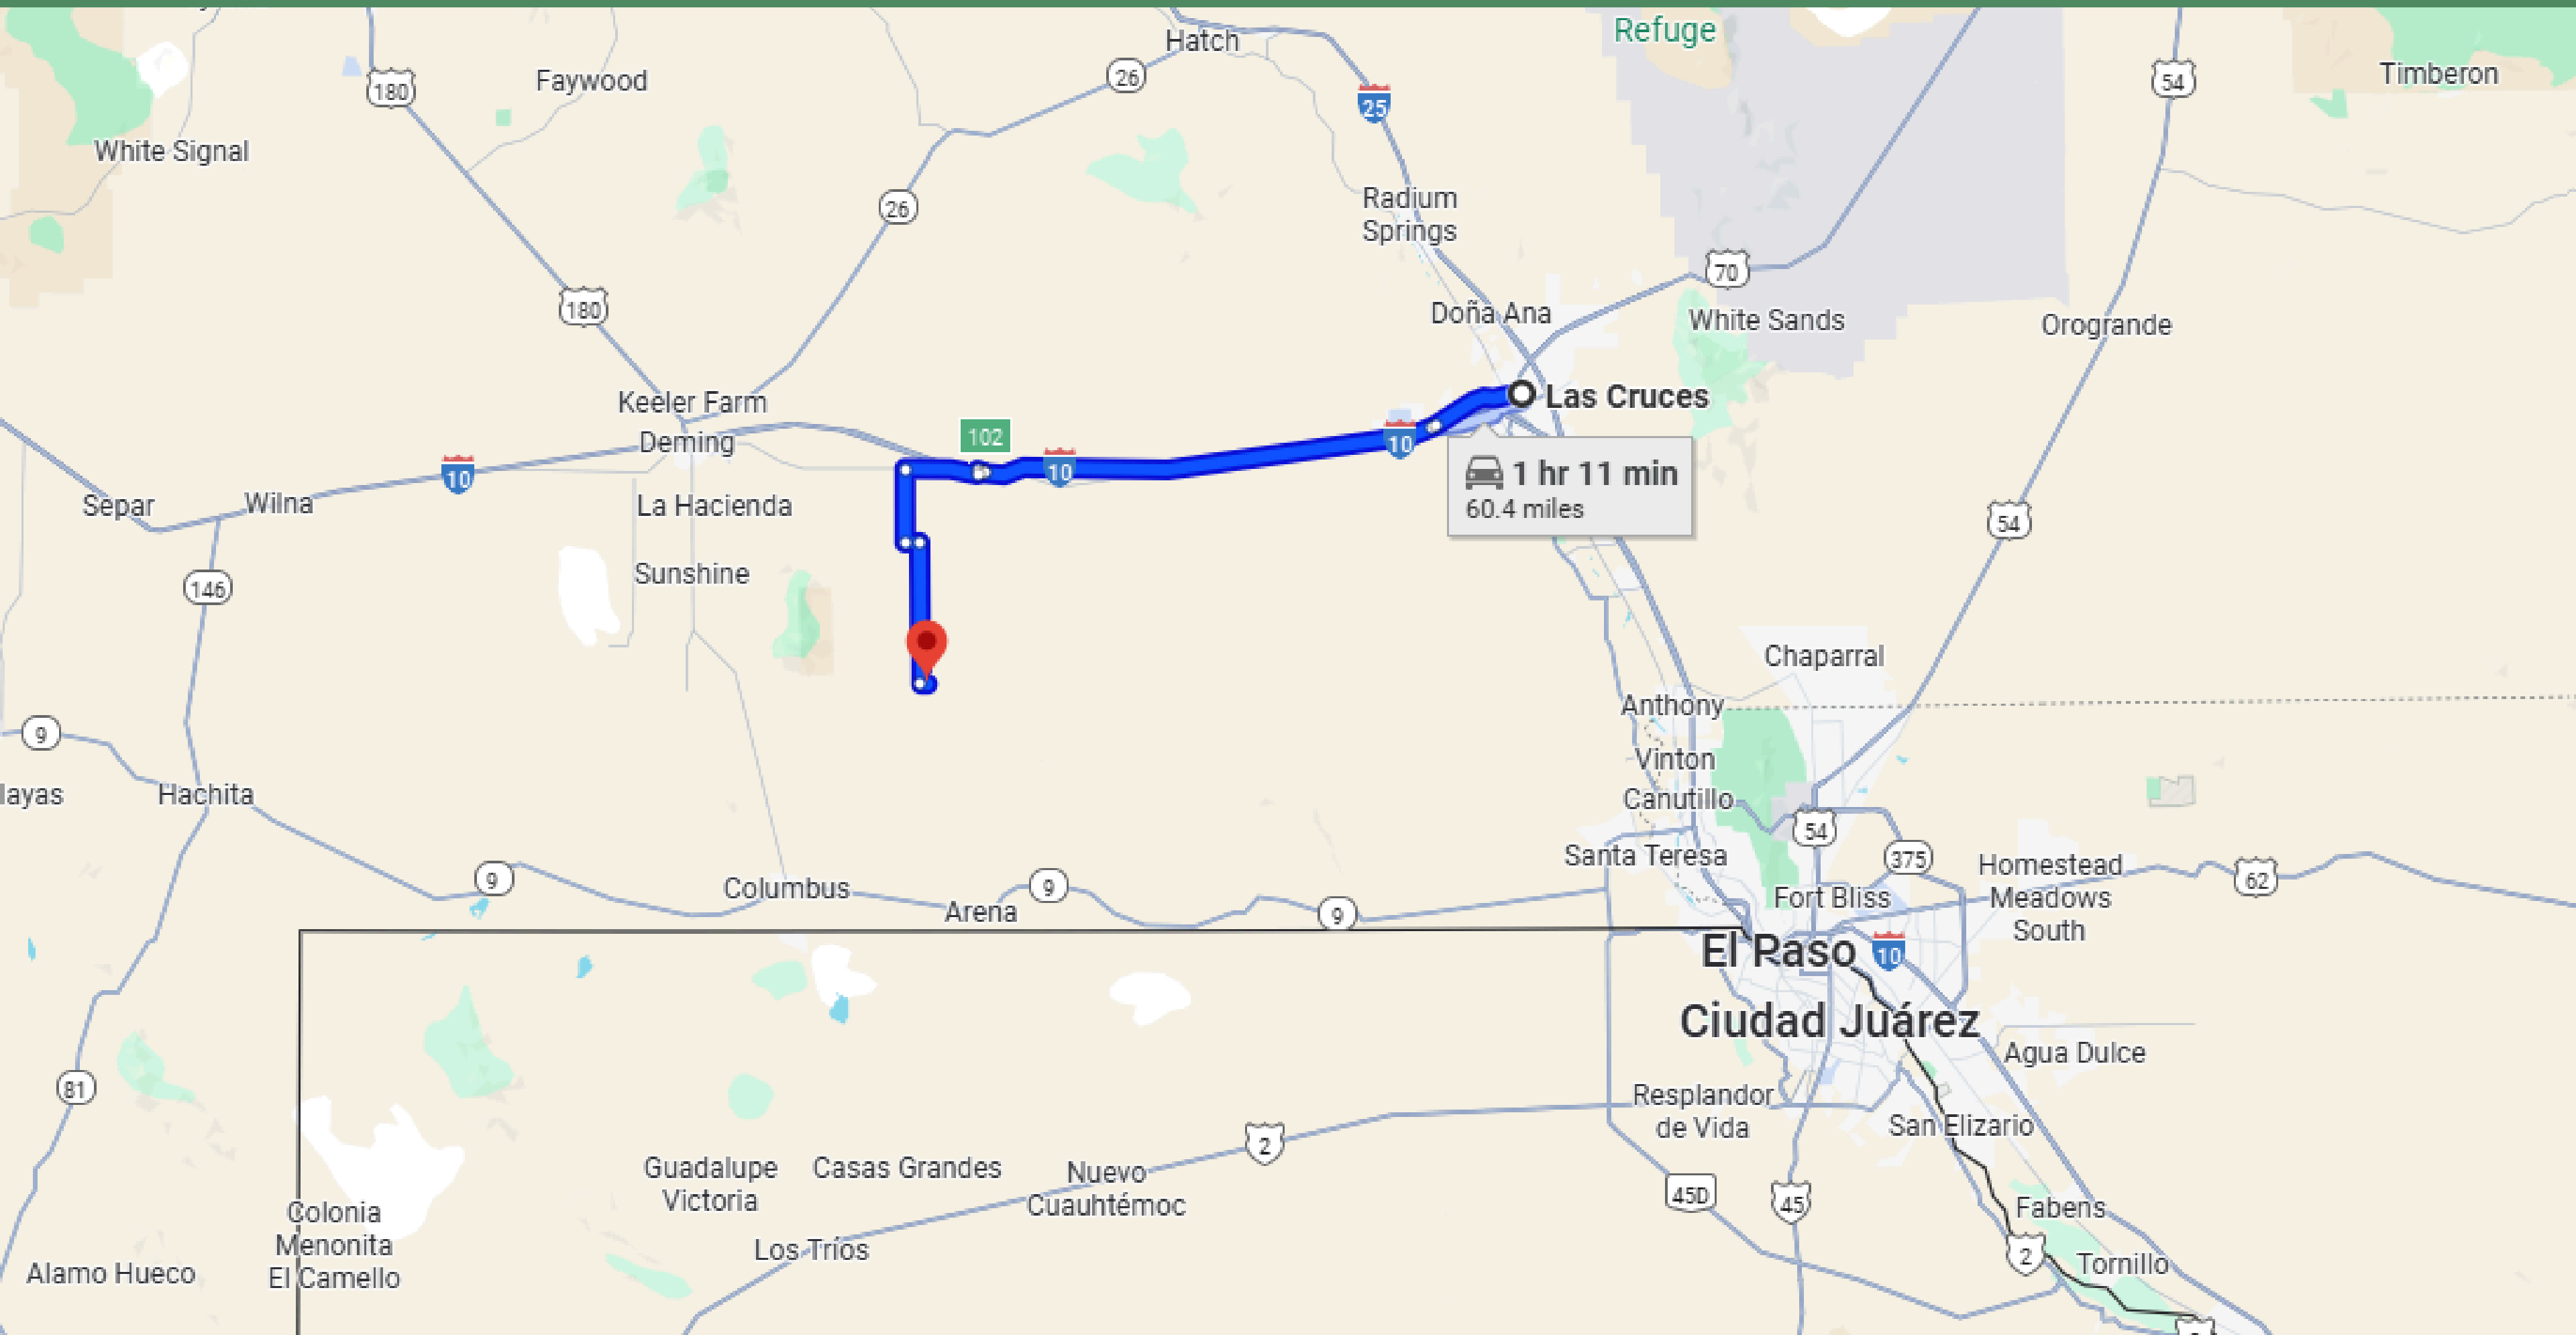 Hatch
Refuge
26
25
54
Timberon
180
Faywood
White Signal
26
Radium
Springs
70
180
Doña Ana
White Sands
Orogrande
Keeler Farm
Las Cruces
Deming
102
10
10
10
1 hr 11 min
60.4 miles
Separ
Wilna
La Hacienda
54
Sunshine
146
Chaparral
Anthony
9
Vinton
layas
Hachita
Canutillo
54
Santa Teresa
375
Homestead
Meadows
South
62
9
Columbus
9
Arena
9
Fort Bliss
El Paso
10
Ciudad Juárez
Agua Dulce
81
Resplandor
de Vida
San Elizario
2
Guadalupe
Victoria
Casas Grandes
Nuevo
Cuauhtémoc
45D
45
Colonia
Menonita
El Camello
Fabens
Los Tríos
2
Tornillo
Alamo Hueco